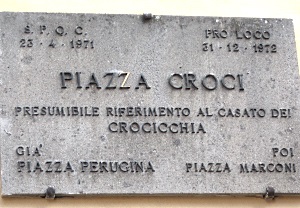 S. P. Q. C. PRO LOCO
23-4-1971 31-12-1972
PIAZZA CROCI
PRESUMIBILE RIFERIMENTO AL CASATO DEI
CROCICCHIA
GIA' POI
PIAZZA PERUGINA PIAZZA MARCONI